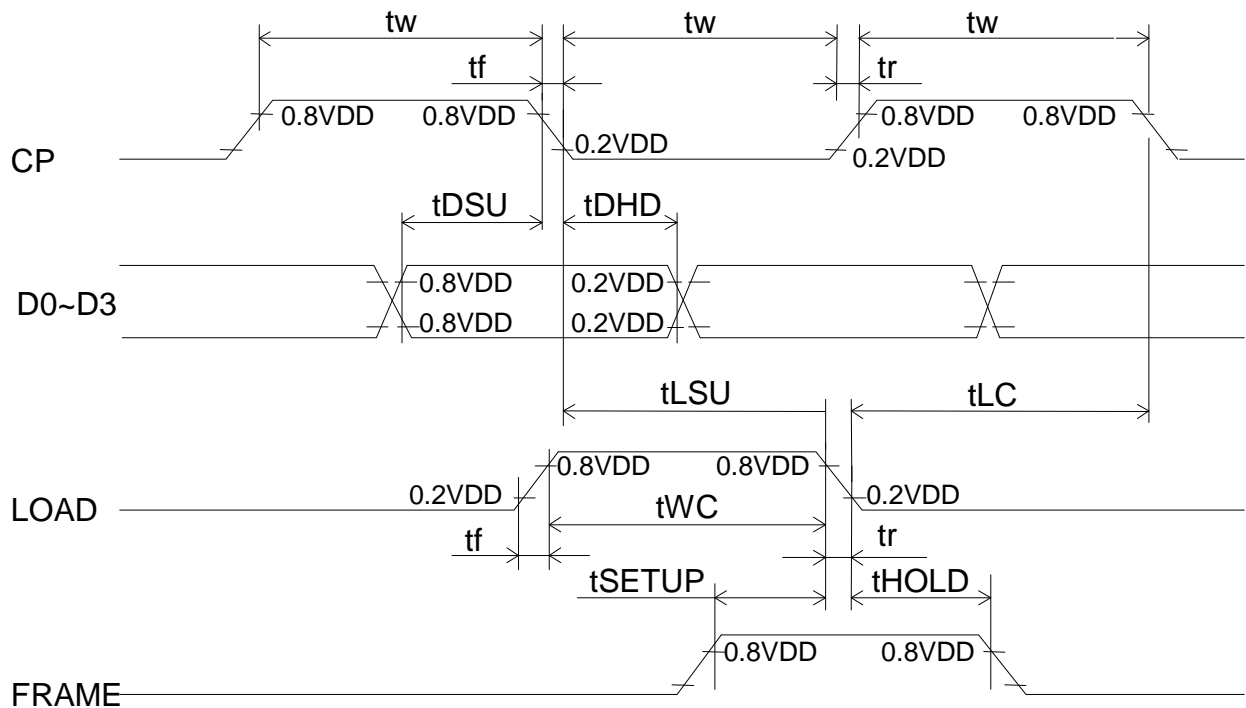 tw tw tw
tf tr
0.8VDD 0.8VDD 0.8VDD 0.8VDD
CP 0.2VDD 0.2VDD
tDSU tDHD
D0~D3 0.8VDD 0.2VDD
0.8VDD 0.2VDD
tLSU tLC
0.8VDD 0.8VDD
LOAD 0.2VDD 0.2VDD
tWC
tf tr
tSETUP tHOLD
0.8VDD 0.8VDD
FRAME